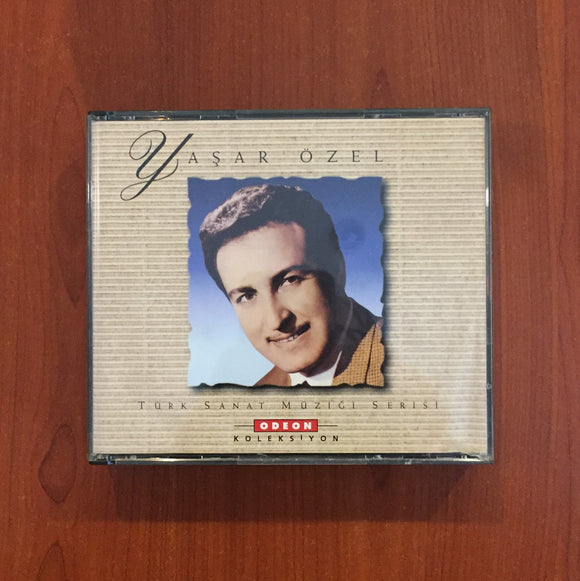 YAŞAR ÖZEL
TÜRK SANAT MÜZİĞİ SERİSİ
ODEON
KOLEKSİYON